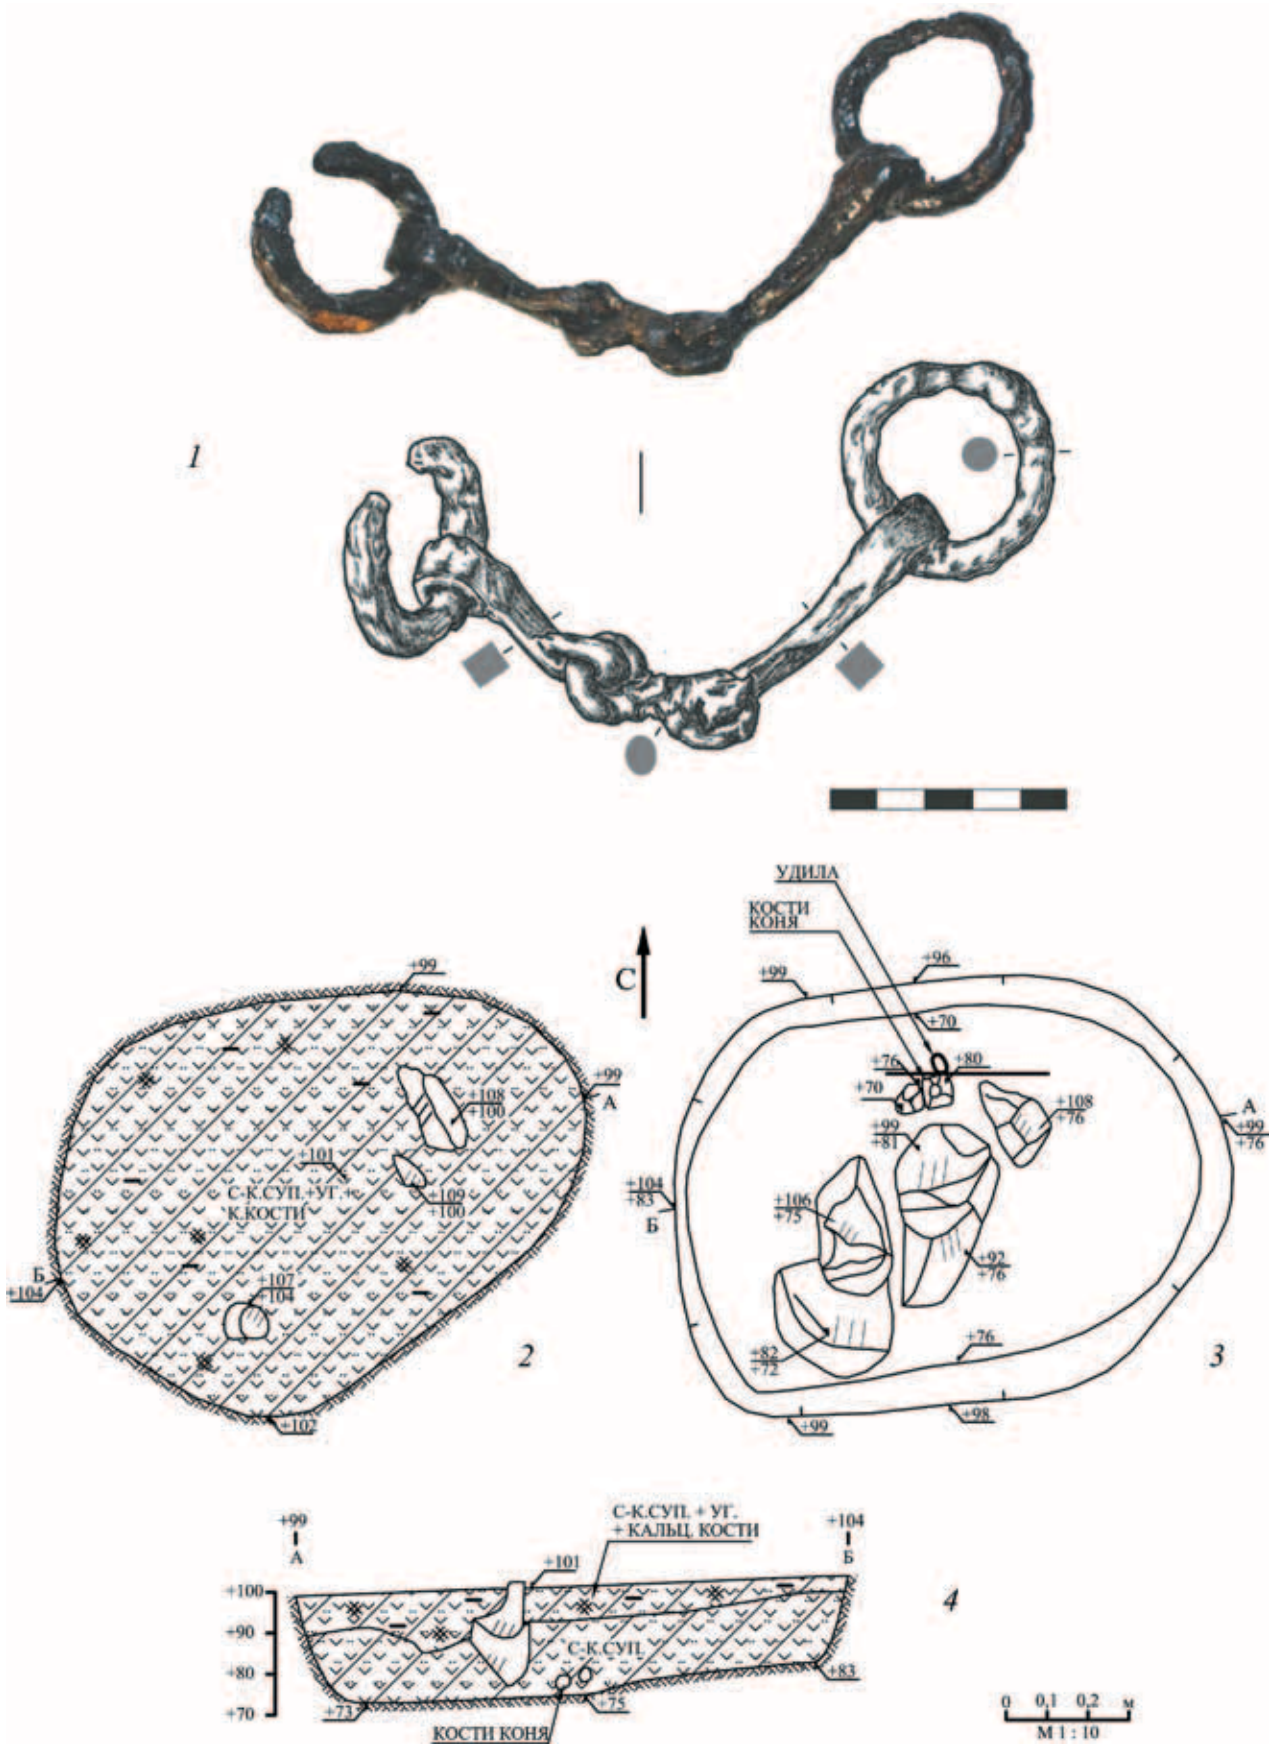 1
УДИЛА
КОСТИ
КОНЯ
С
+99
+99
А
+108
+100
+101
С-К.СУП.+УГ.+
К.КОСТИ
+109
+100
Б
+104
+107
+104
+102
2
+99
+96
+70
+76
+80
+70
+108
+76
А
+99
+76
+99
+81
+104
+83
Б
+106
+75
+92
+76
+82
+72
+76
3
+99
+98
+99
А
С-К.СУП. + УГ.
+ КАЛЬЦ. КОСТИ
+104
Б
+101
+100
+90
+80
+70
4
С-К.СУП.
+83
+73
+75
КОСТИ КОНЯ
0 0,1 0,2 м
М 1 : 10